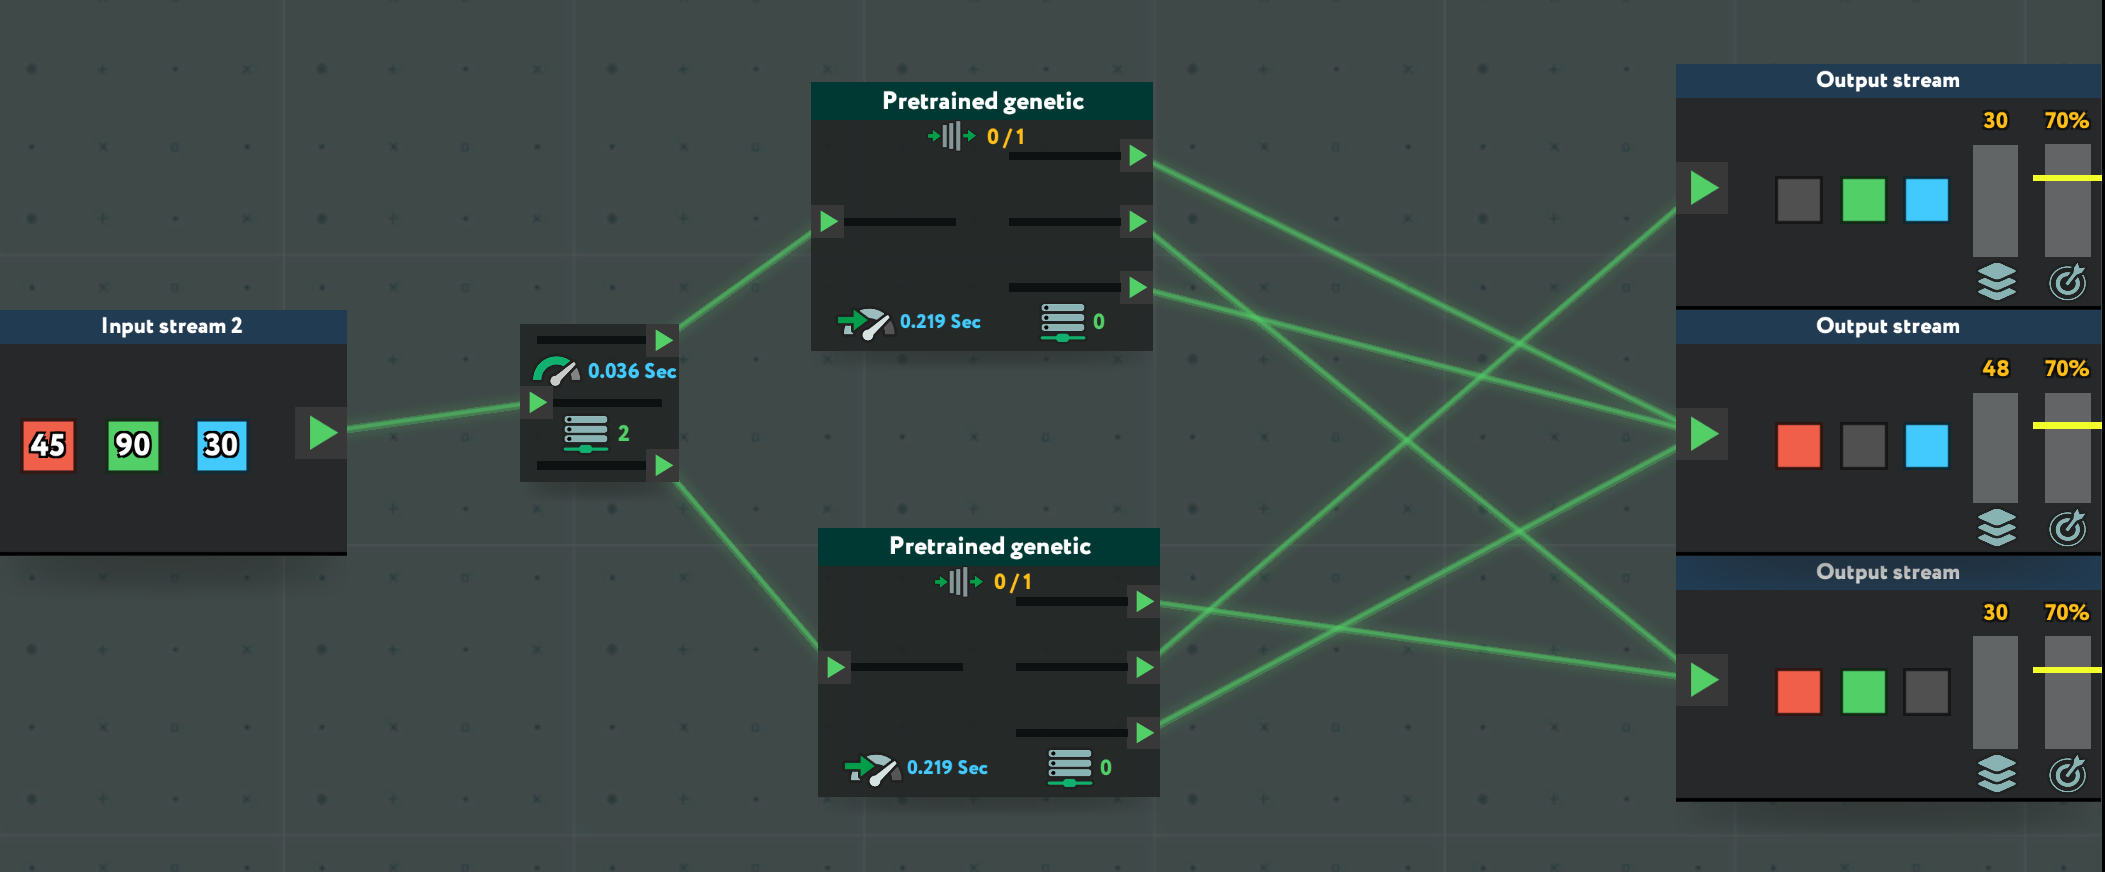 Input stream 2
45 90 30
0.036 Sec
2
Pretrained genetic
0/1
0.219 Sec 0
Pretrained genetic
0/1
0.219 Sec 0
Output stream
30 70%
Output stream
48 70%
Output stream
30 70%